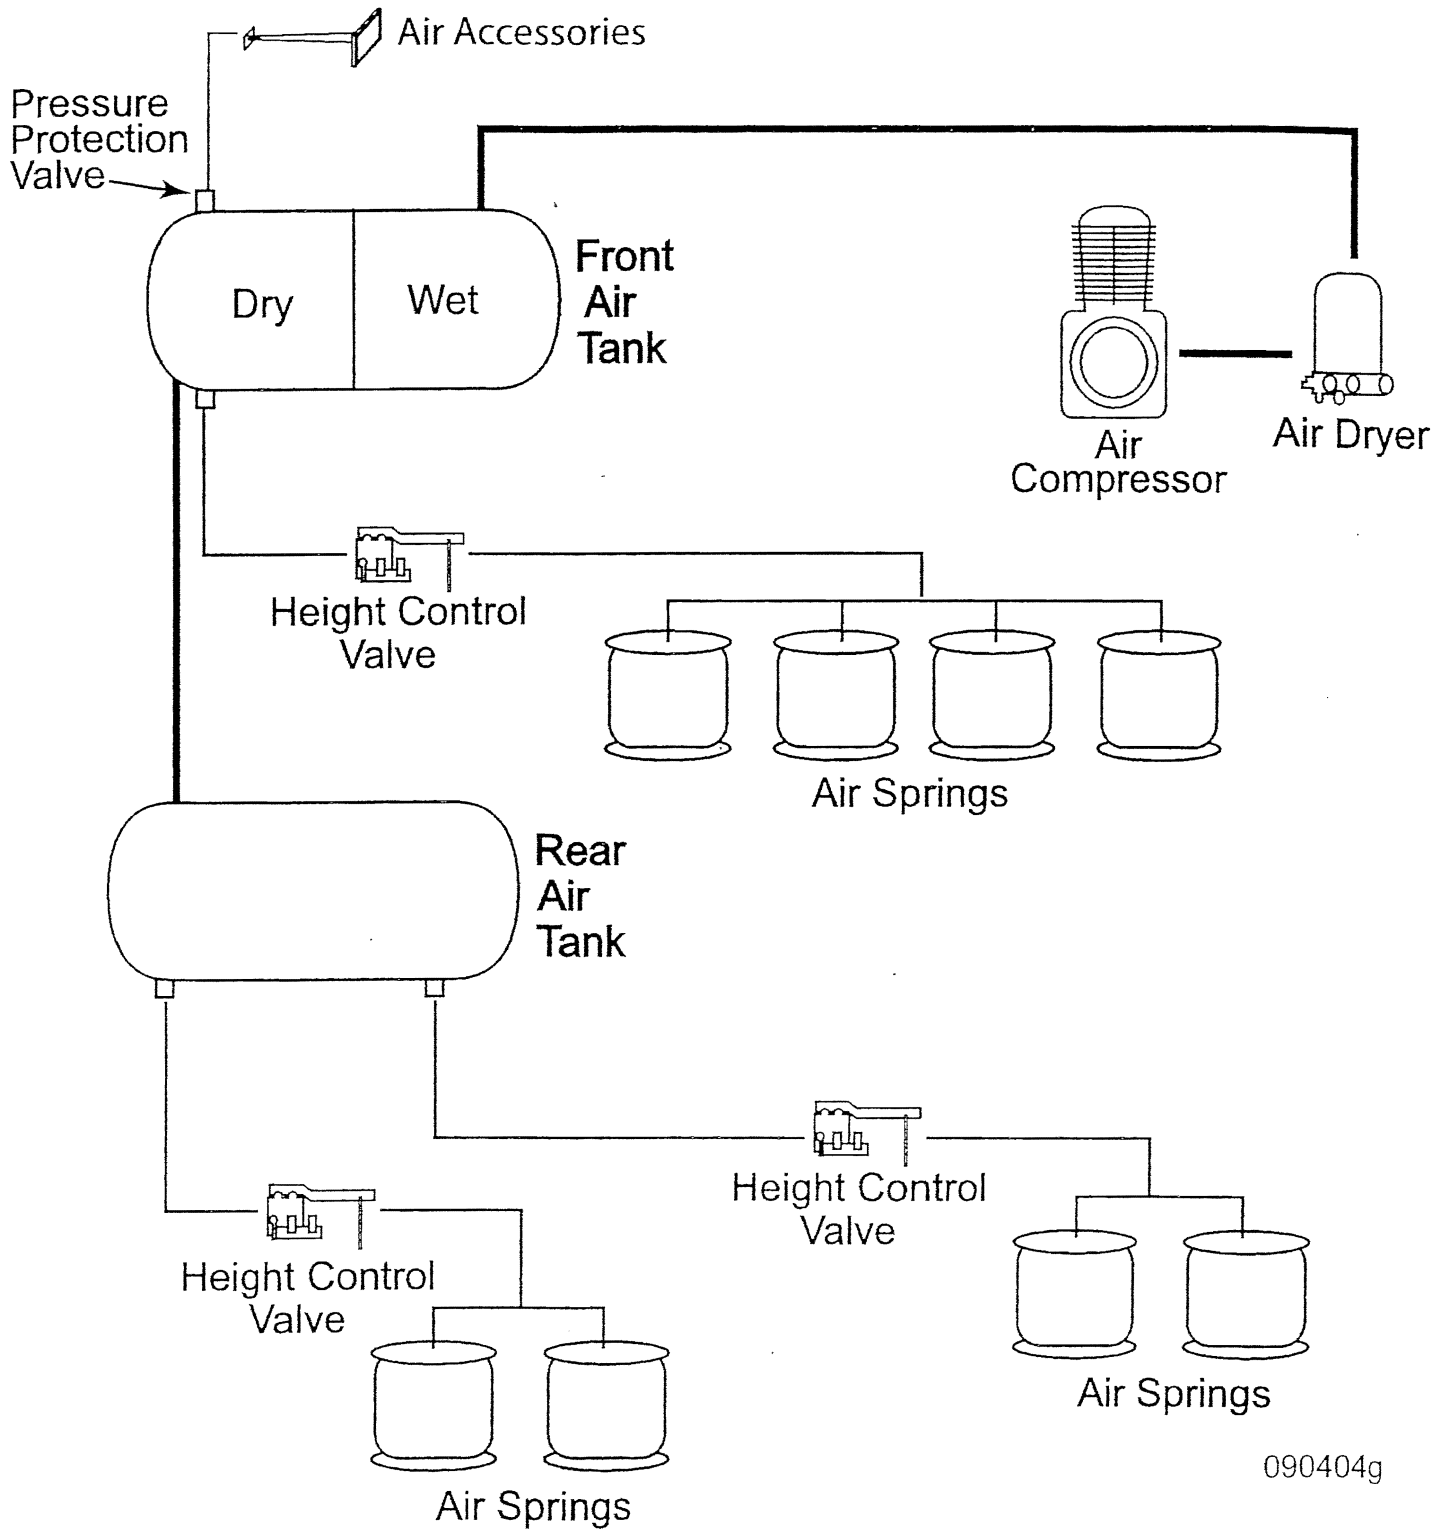 Air Accessories
Pressure
Protection
Valve
Dry
Wet
Front
Air
Tank
Air
Compressor
Air Dryer
Height Control
Valve
Air Springs
Rear
Air
Tank
Height Control
Valve
Air Springs
Height Control
Valve
Air Springs
090404g